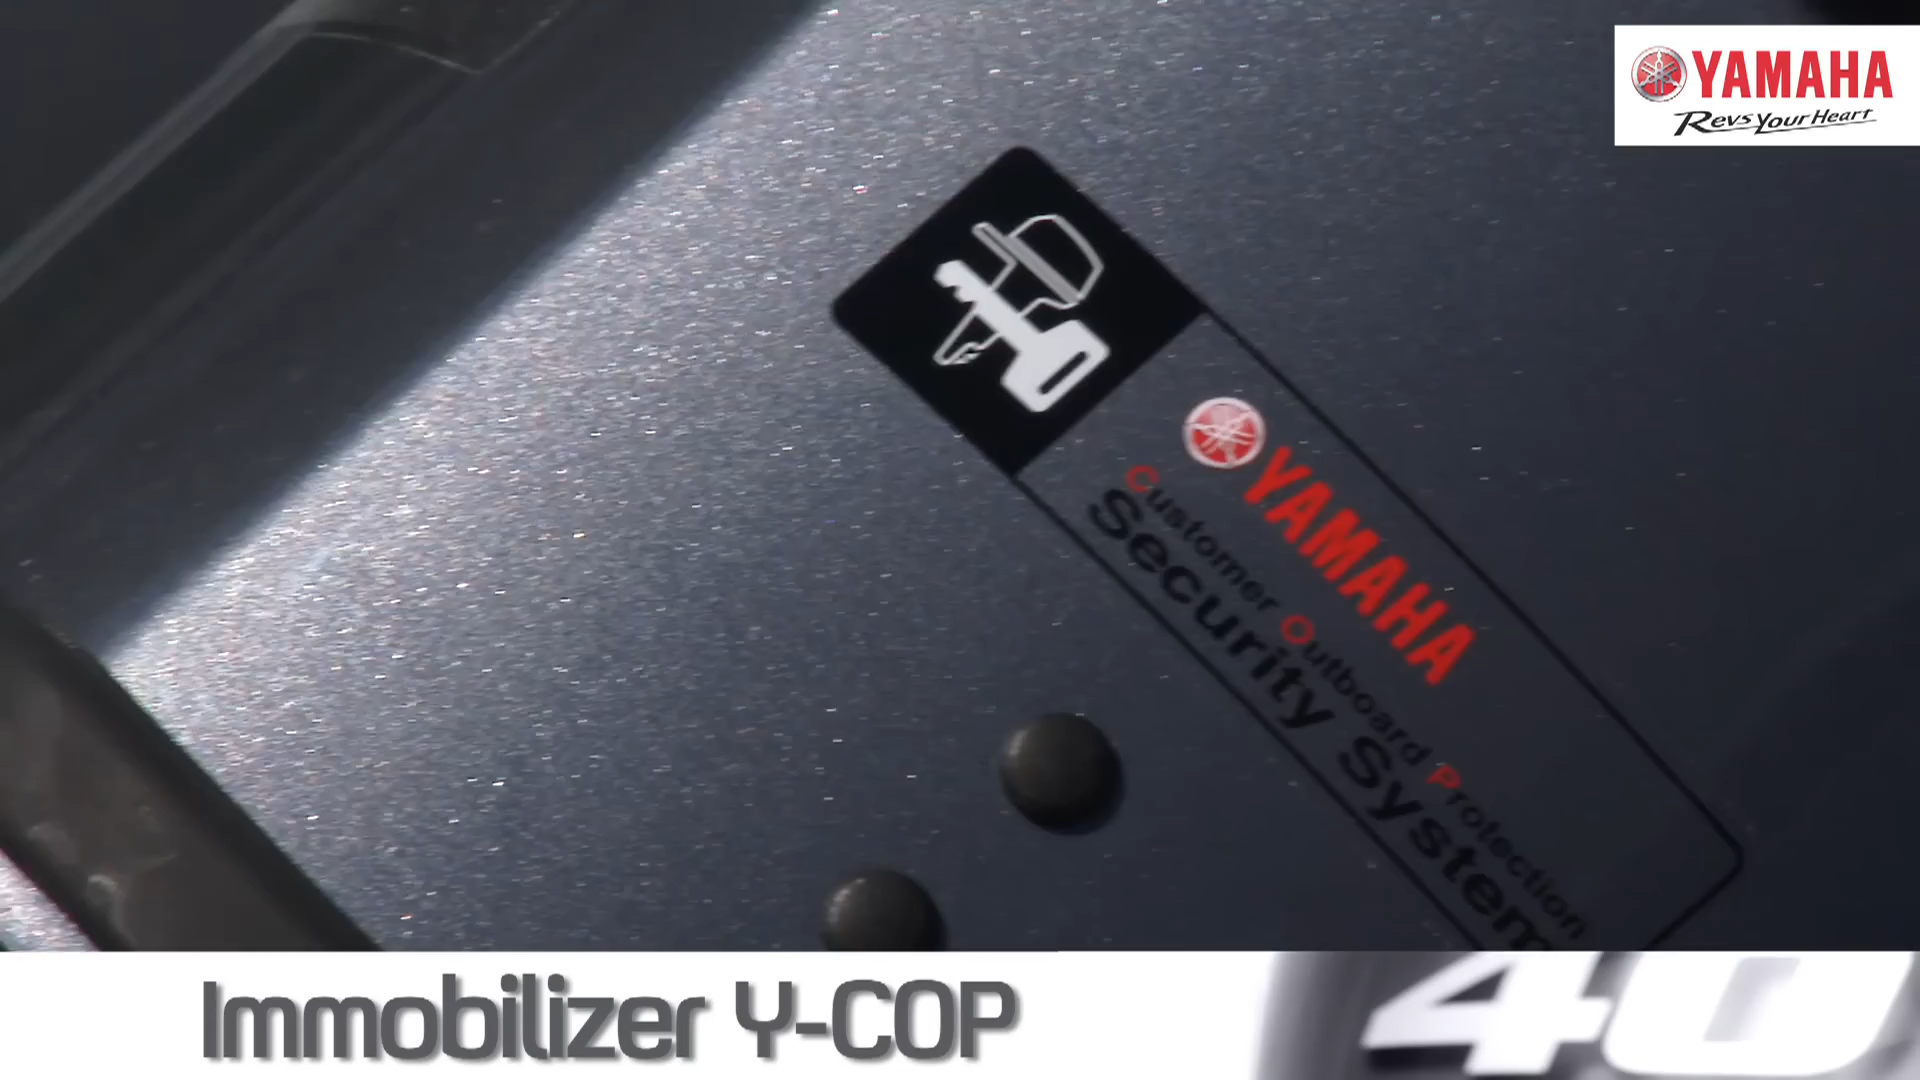 YAMAHA
Revs Your Heart
YAMAHA
Customer Outboard Protection
Security System
Immobilizer Y-COP
40